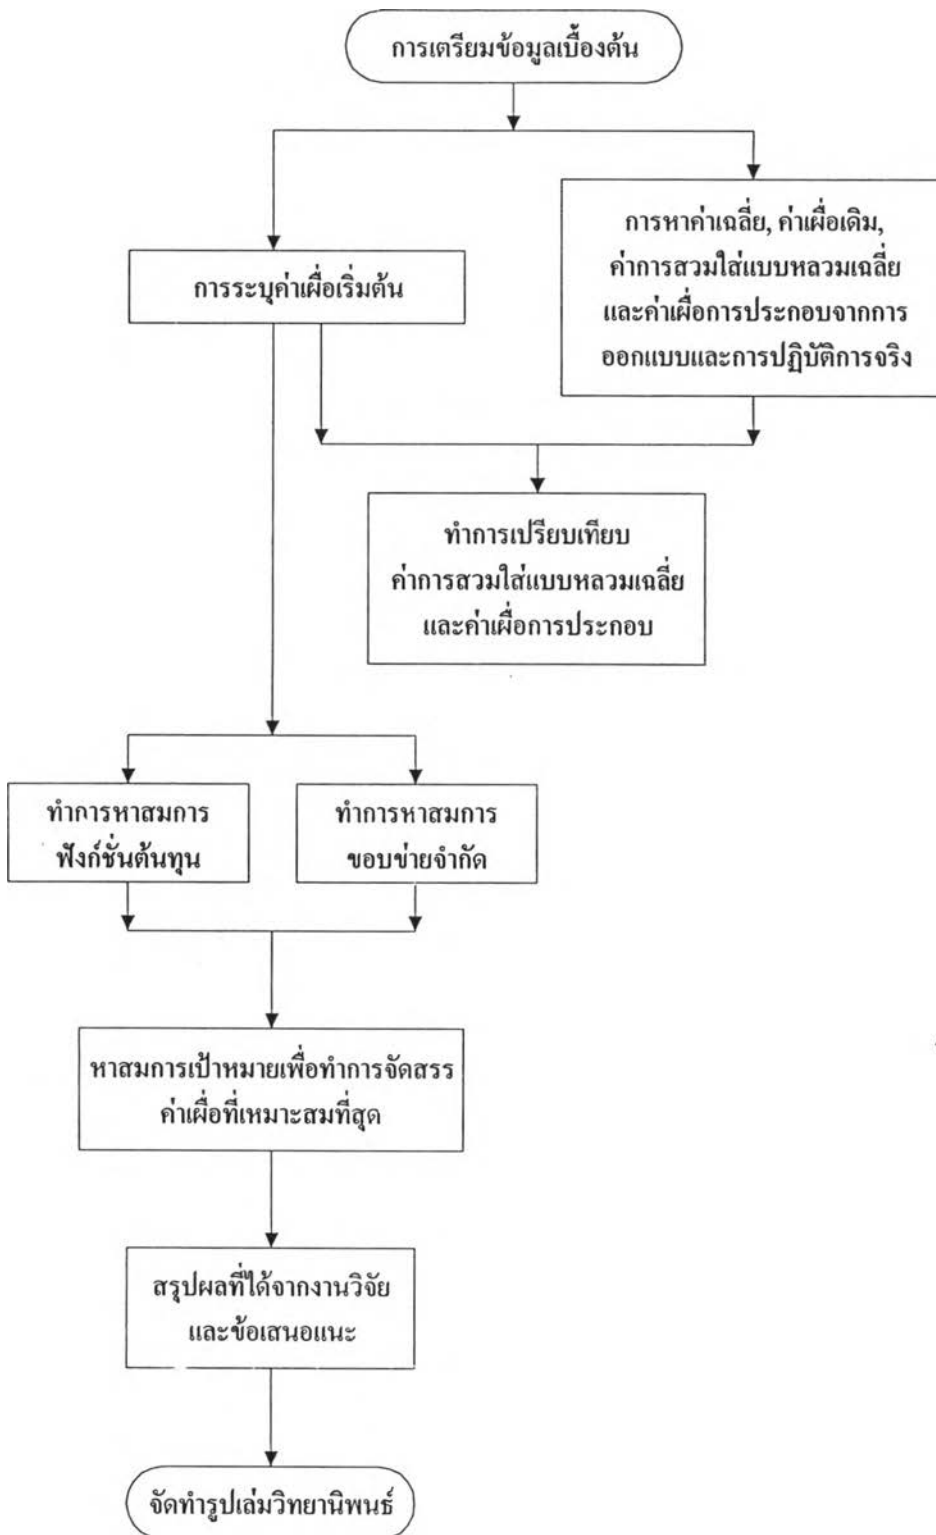 การเตรียมข้อมูลเบื้องต้น
การหาค่าเฉลี่ย, ค่าเผื่อเดิม,
ค่าการสวมใส่แบบหลวมเฉลี่ย
และค่าเผื่อการประกอบจากการ
ออกแบบและการปฏิบัติการจริง
การระบุค่าเผื่อเริ่มต้น
ทำการเปรียบเทียบ
ค่าการสวมใส่แบบหลวมเฉลี่ย
และค่าเผื่อการประกอบ
ทำการหาสมการ
ฟังก์ชั่นต้นทุน
ทำการหาสมการ
ขอบข่ายจำกัด
หาสมการเป้าหมายเพื่อทำการจัดสรร
ค่าเผื่อที่เหมาะสมที่สุด
สรุปผลที่ได้จากงานวิจัย
และข้อเสนอแนะ
จัดทำรูปเล่มวิทยานิพนธ์